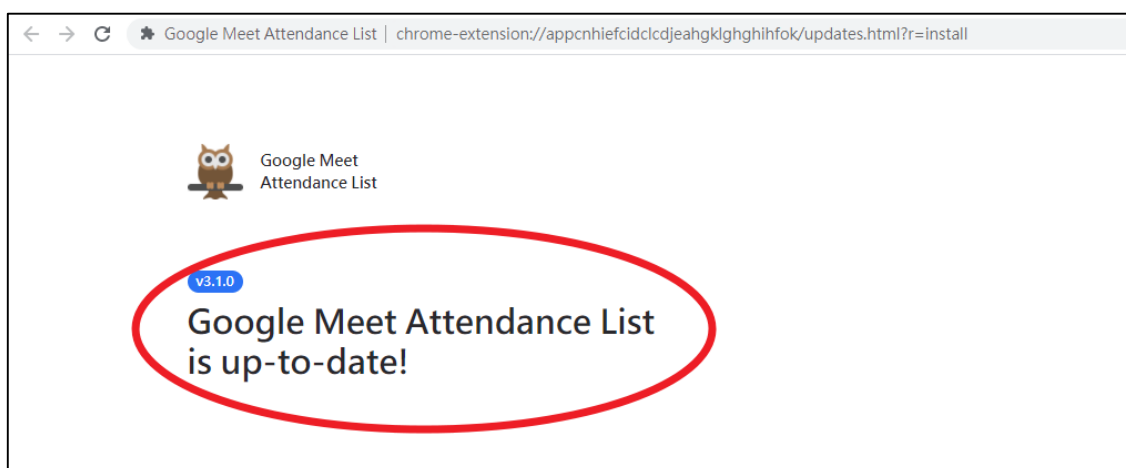 Google Meet Attendance List | chrome-extension://appcnhiefcidclcdjeahgklghghihfok/updates.html?r=install
Google Meet
Attendance List
v3.1.0
Google Meet Attendance List
is up-to-date!